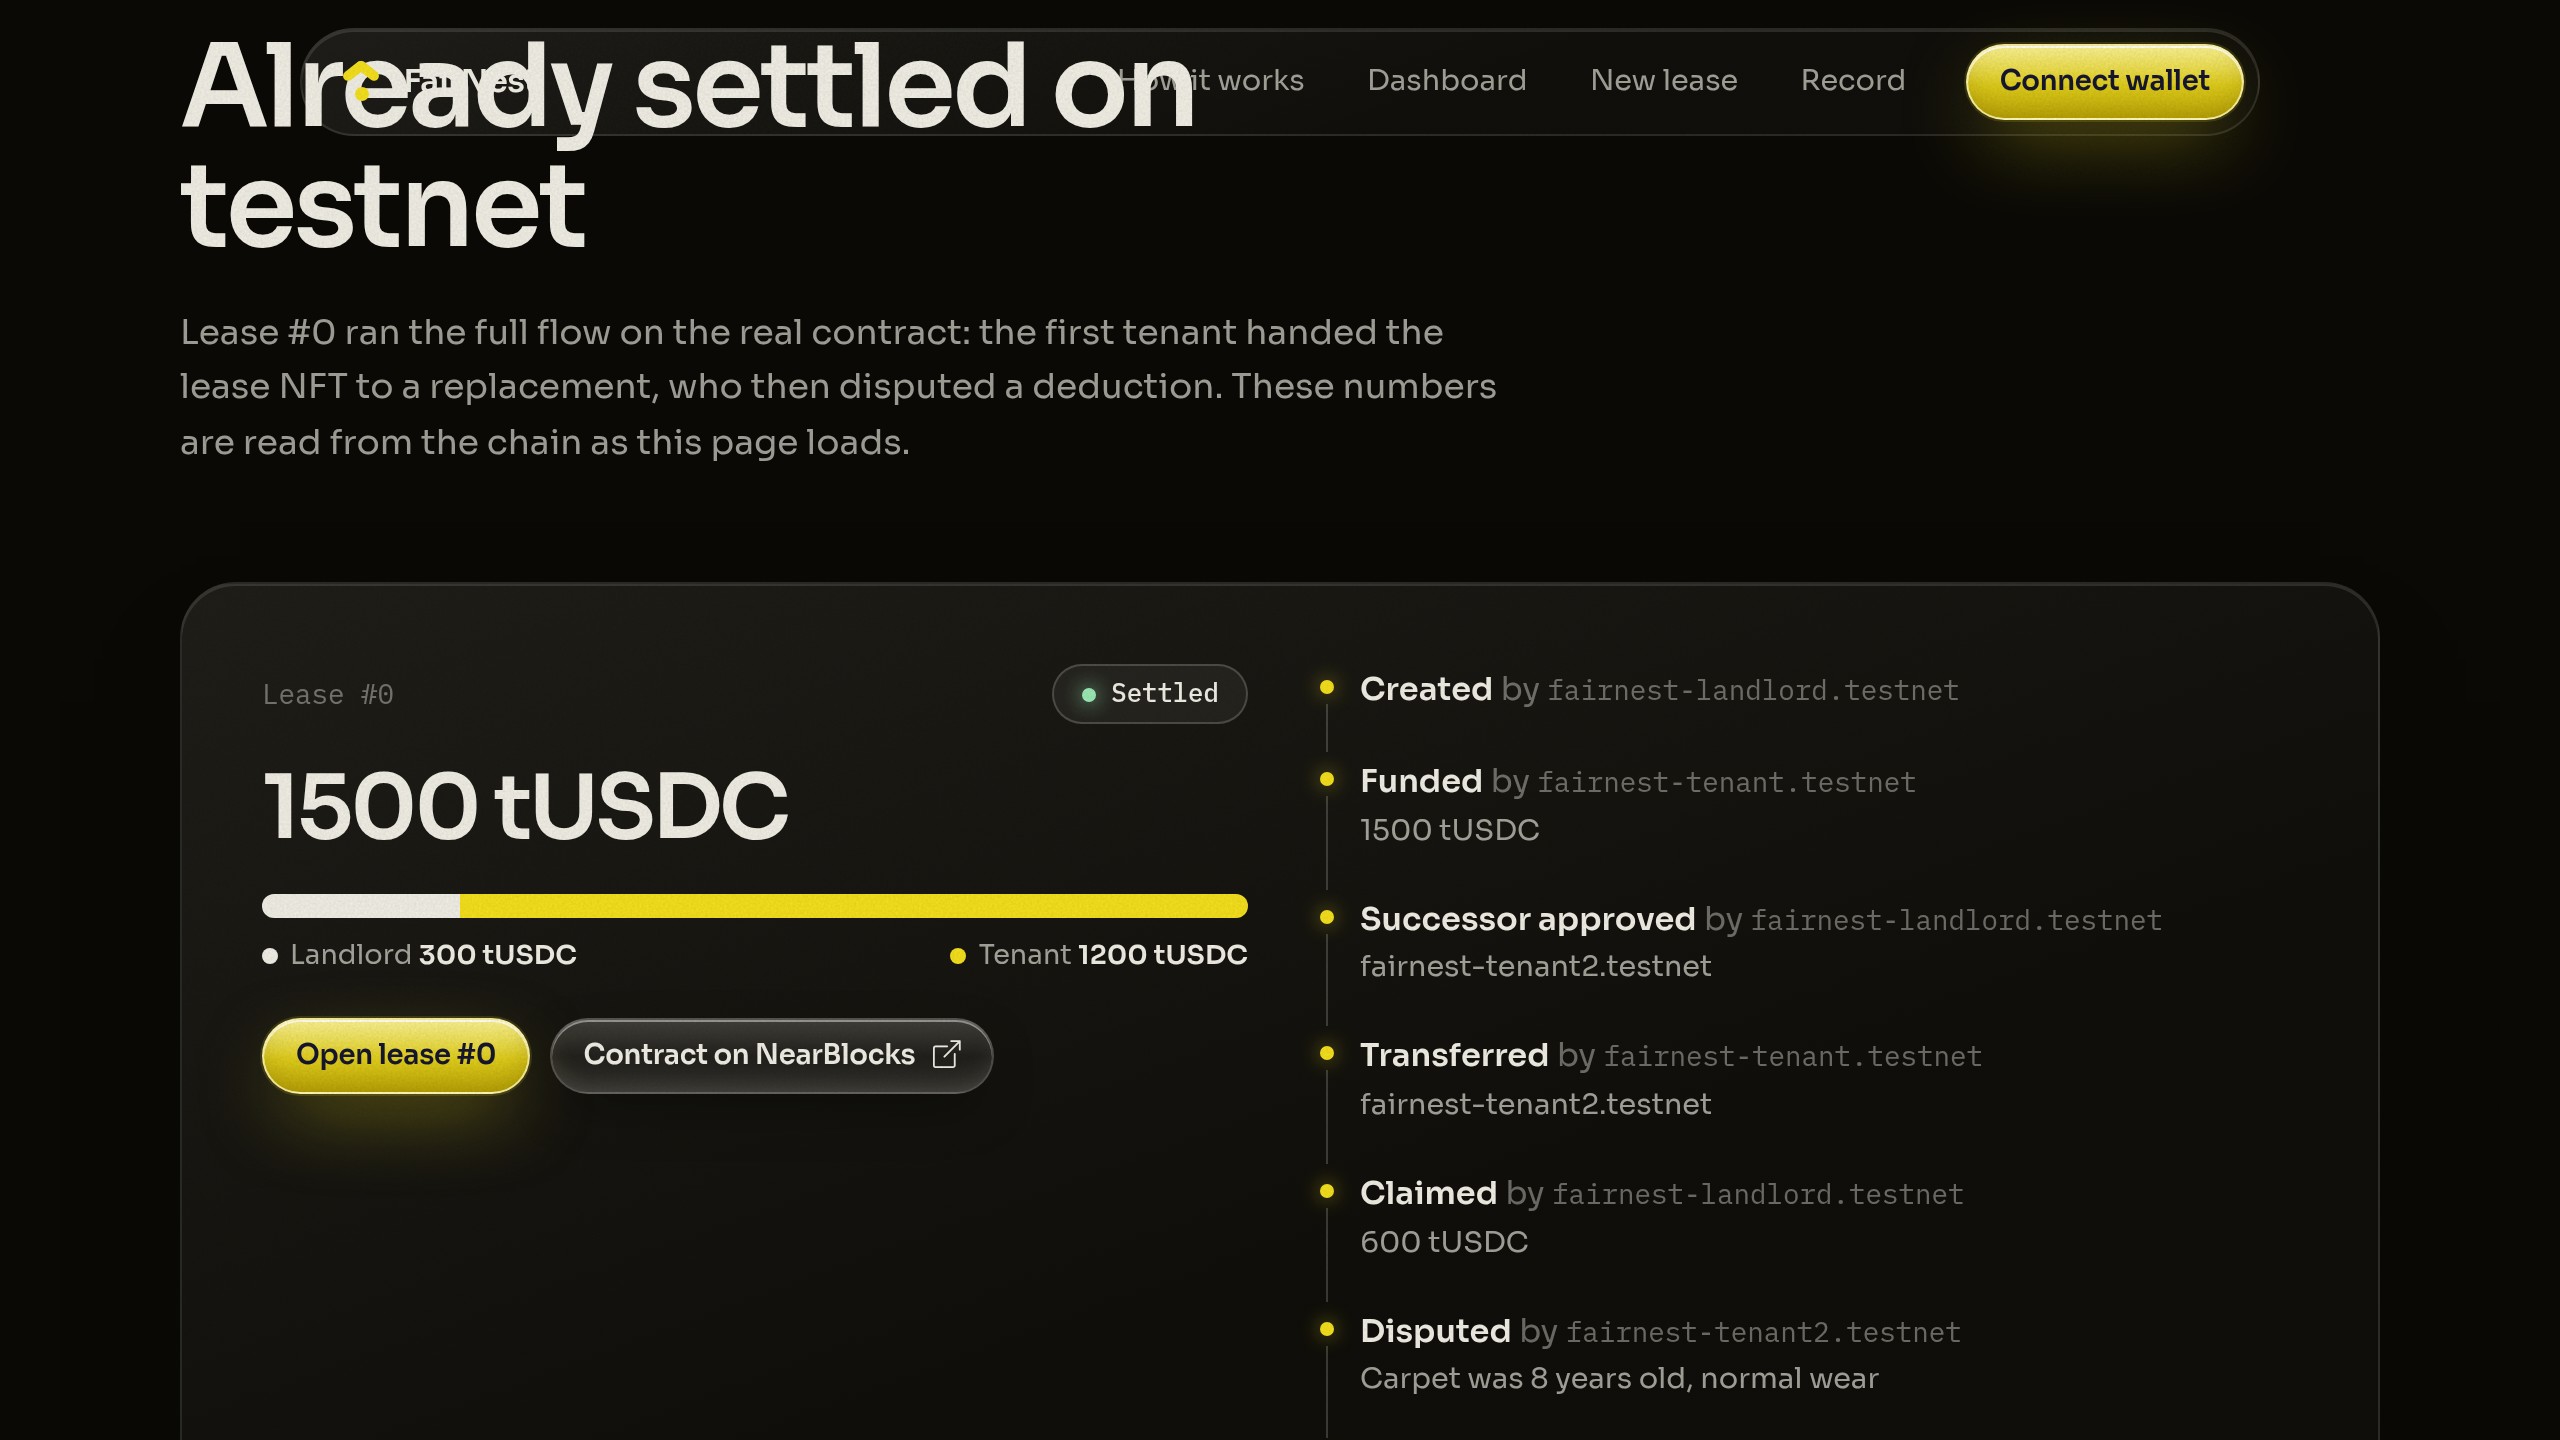 Already settled on
testnet
FairNest
How it works
Dashboard
New lease
Record
Connect wallet
Lease #0 ran the full flow on the real contract: the first tenant handed the
lease NFT to a replacement, who then disputed a deduction. These numbers
are read from the chain as this page loads.
Lease #0
Settled
1500 tUSDC
Landlord 300 tUSDC
Tenant 1200 tUSDC
Open lease #0
Contract on NearBlocks
Created by fairnest-landlord.testnet
Funded by fairnest-tenant.testnet
1500 tUSDC
Successor approved by fairnest-landlord.testnet
fairnest-tenant2.testnet
Transferred by fairnest-tenant.testnet
fairnest-tenant2.testnet
Claimed by fairnest-landlord.testnet
600 tUSDC
Disputed by fairnest-tenant2.testnet
Carpet was 8 years old, normal wear